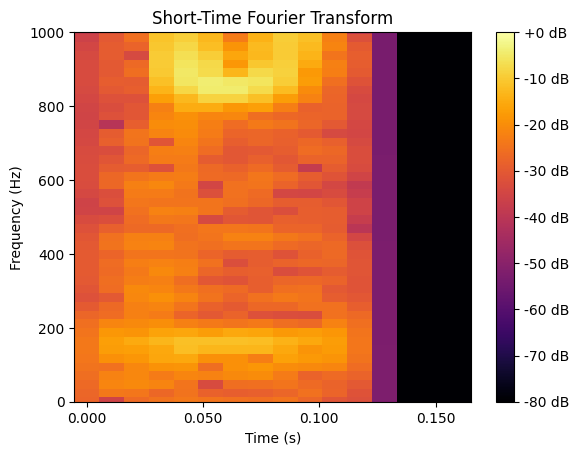 Short-Time Fourier Transform
Frequency (Hz)
1000
800
600
400
200
0
0.000
0.050
0.100
0.150
Time (s)
+0 dB
-10 dB
-20 dB
-30 dB
-40 dB
-50 dB
-60 dB
-70 dB
-80 dB